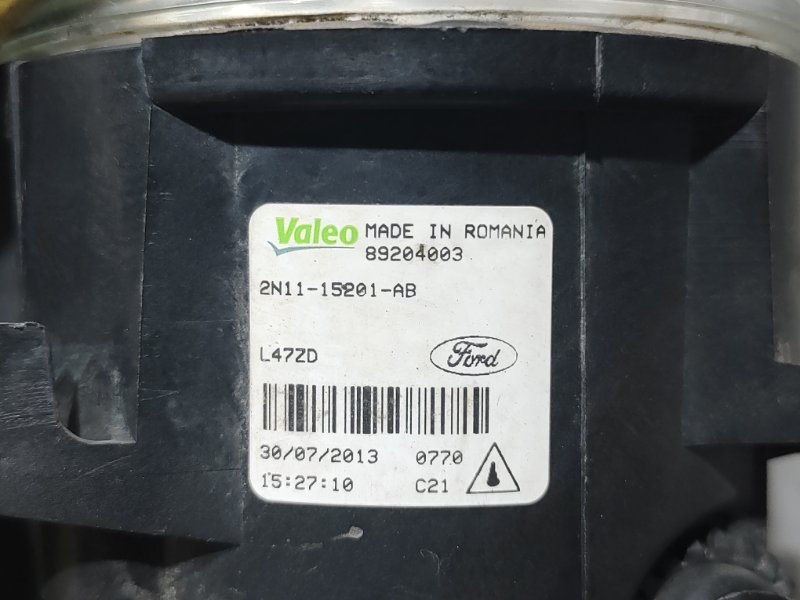 Valeo MADE IN ROMANIA
89204003
2N11-15201-AB
L47ZD Ford
30/07/2013 0770
15:27:10 C21